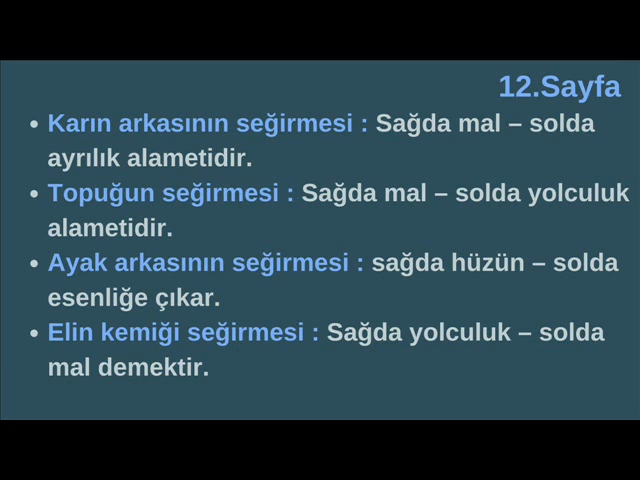 12.Sayfa
• Karın arkasının seğirmesi : Sağda mal – solda
ayrılık alametidir.
• Topuğun seğirmesi : Sağda mal – solda yolculuk
alametidir.
• Ayak arkasının seğirmesi : sağda hüzün – solda
esenliğe çıkar.
• Elin kemiği seğirmesi : Sağda yolculuk – solda
mal demektir.